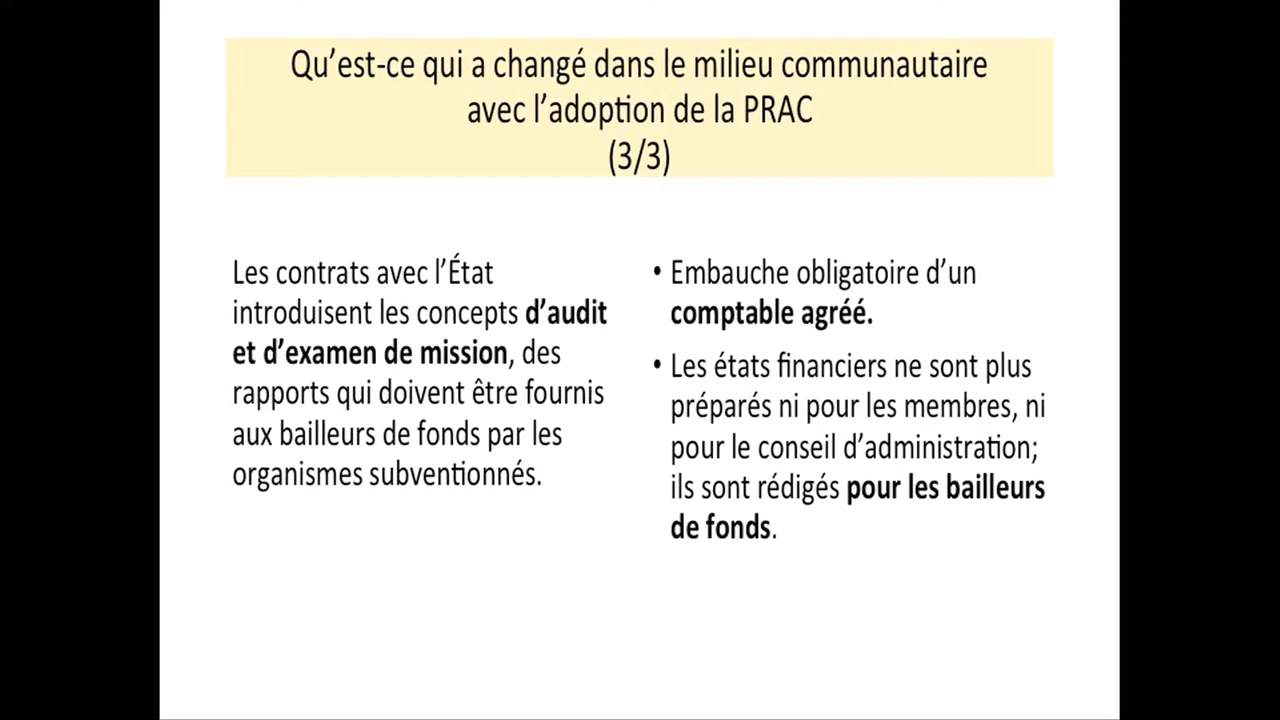 Qu’est-ce qui a changé dans le milieu communautaire
avec l’adoption de la PRAC
(3/3)
Les contrats avec l’État
introduisent les concepts d’audit
et d’examen de mission, des
rapports qui doivent être fournis
aux bailleurs de fonds par les
organismes subventionnés.
• Embauche obligatoire d’un
comptable agréé.
• Les états financiers ne sont plus
préparés ni pour les membres, ni
pour le conseil d’administration;
ils sont rédigés pour les bailleurs
de fonds.